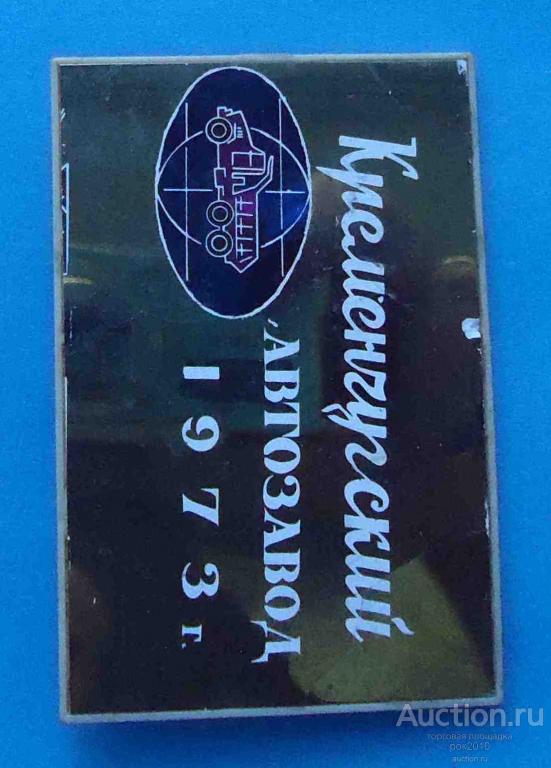 Кременчугский
АВТОЗАВОД
1973 г.
Auction.ru
торговая площадка
рок2010
auction.ru